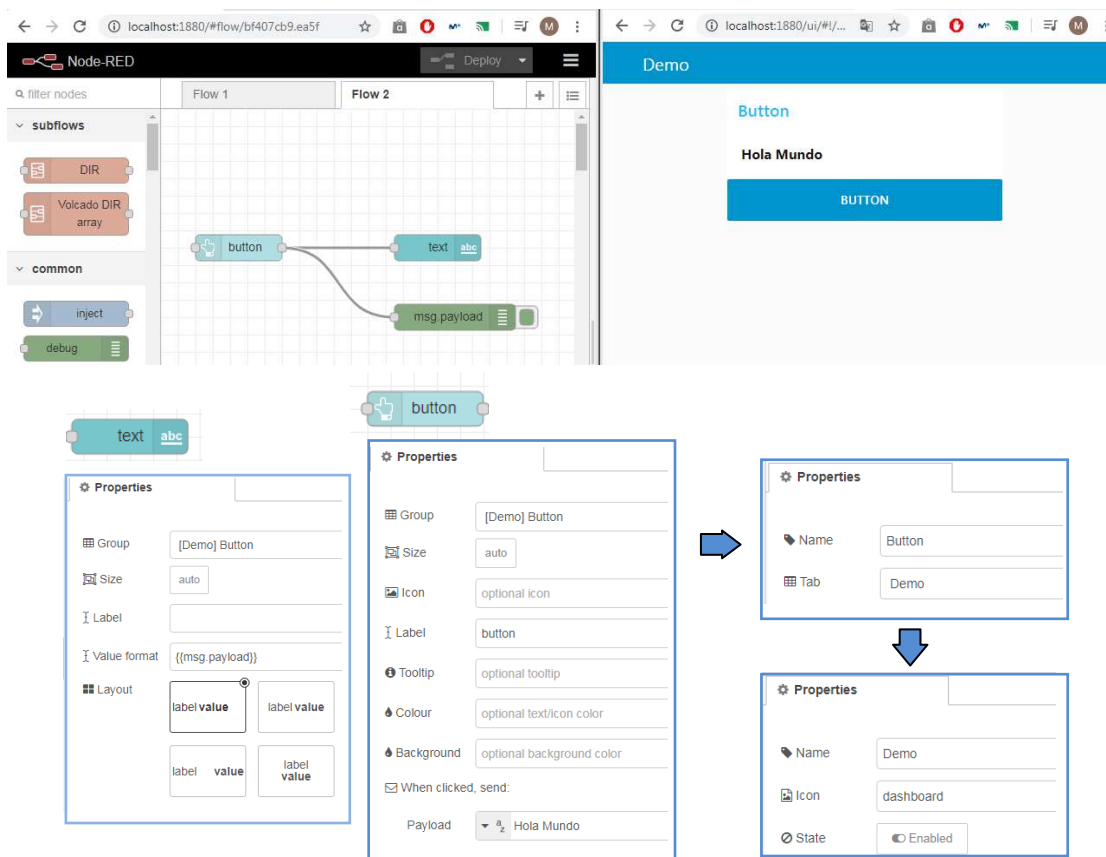 localhost:1880/#flow/bf407cb9.ea5f
M
localhost:1880/ui/#!/...
M
Node-RED
Deploy
filter nodes
Flow 1
Flow 2
subflows
DIR
Volcado DIR
array
common
inject
debug
button
text abc
msg.payload
Demo
Button
Hola Mundo
BUTTON
text abc
Properties
Group [Demo] Button
Size auto
Label
Value format {{msg.payload}}
Layout
label value
label value
label value
label
value
button
Properties
Group [Demo] Button
Size auto
Icon optional icon
Label button
Tooltip optional tooltip
Colour optional text/icon color
Background optional background color
When clicked, send:
Payload az Hola Mundo
Properties
Name Button
Tab Demo
Properties
Name Demo
Icon dashboard
State Enabled